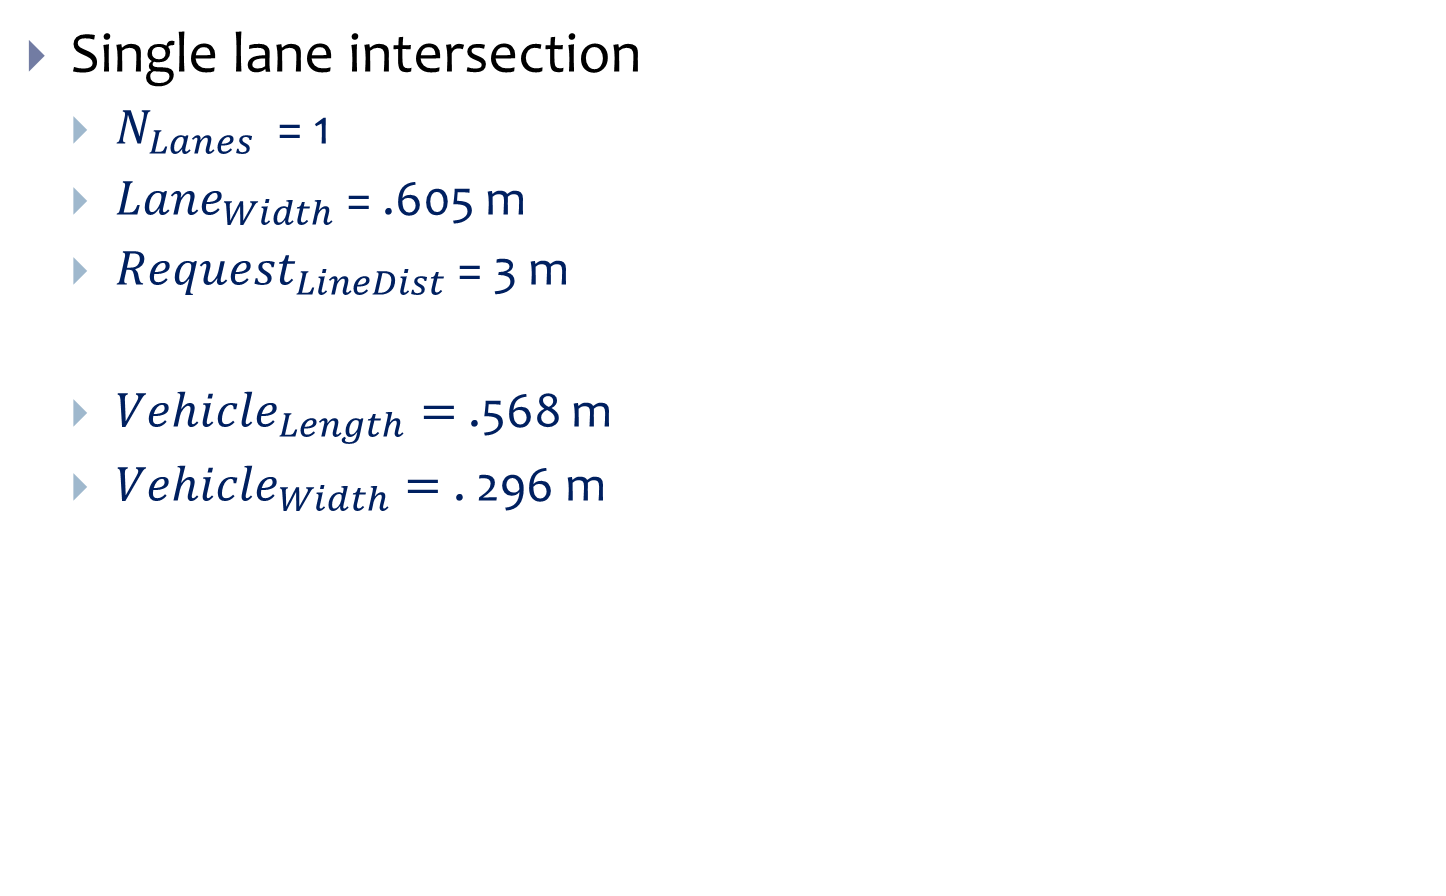 Single lane intersection
N_Lanes = 1
Lane_Width = .605 m
Request_LineDist = 3 m
Vehicle_Length = .568 m
Vehicle_Width = . 296 m